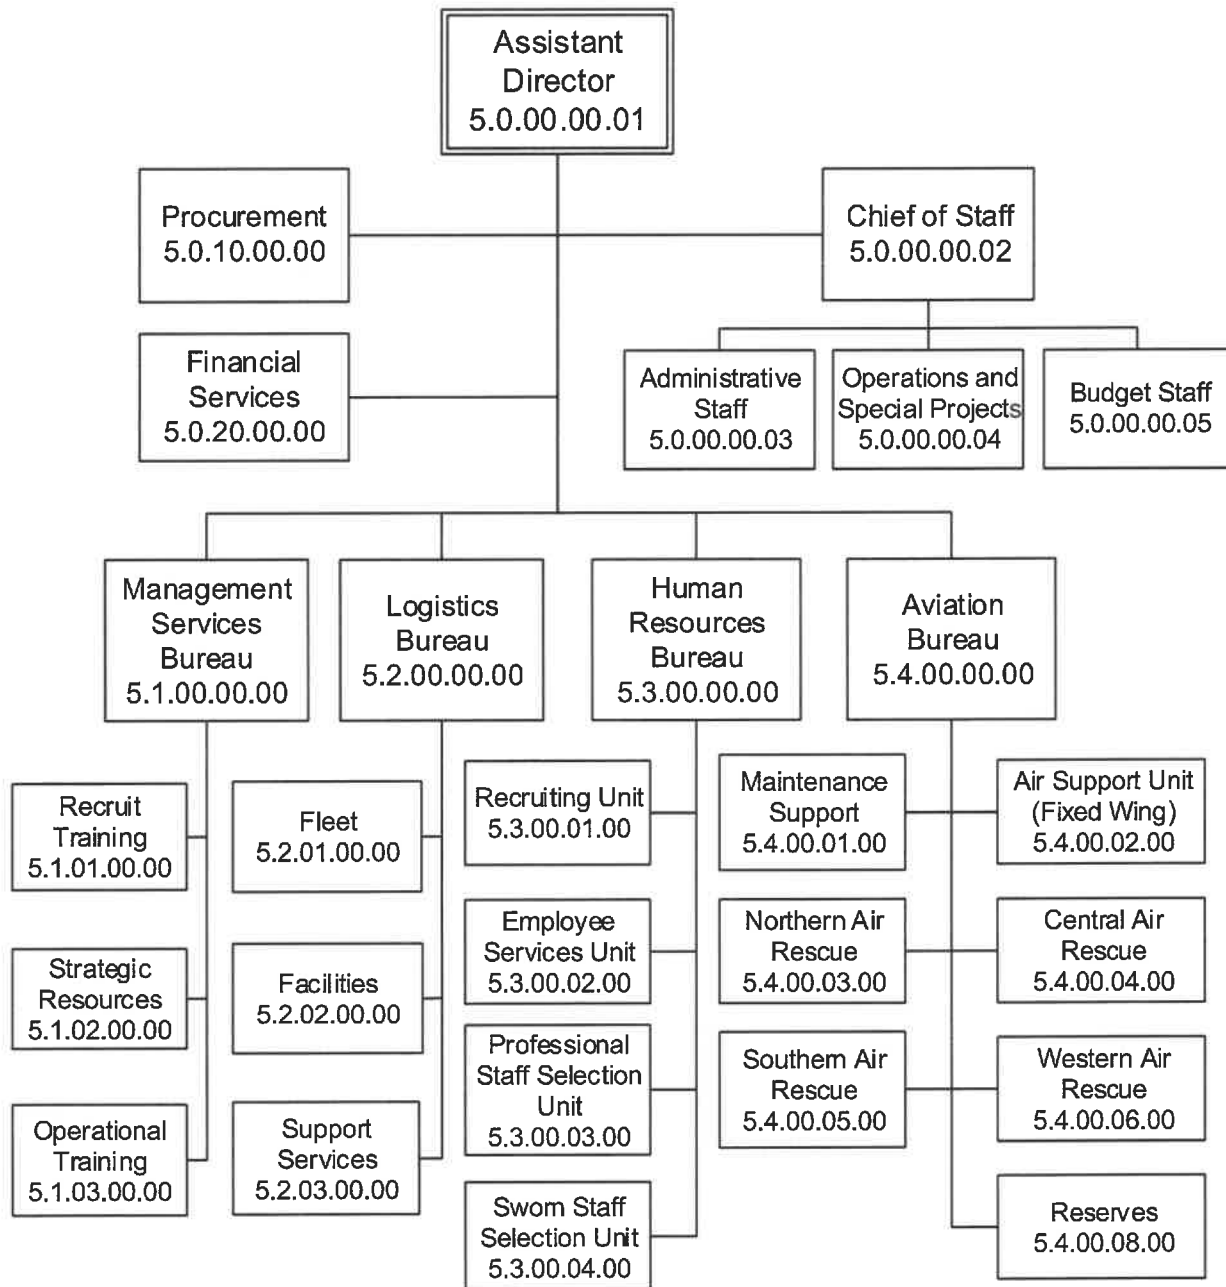 Assistant
Director
5.0.00.00.01
Procurement
5.0.10.00.00
Chief of Staff
5.0.00.00.02
Financial
Services
5.0.20.00.00
Administrative
Staff
5.0.00.00.03
Operations and
Special Projects
5.0.00.00.04
Budget Staff
5.0.00.00.05
Management
Services
Bureau
5.1.00.00.00
Logistics
Bureau
5.2.00.00.00
Human
Resources
Bureau
5.3.00.00.00
Aviation
Bureau
5.4.00.00.00
Recruit
Training
5.1.01.00.00
Strategic
Resources
5.1.02.00.00
Operational
Training
5.1.03.00.00
Fleet
5.2.01.00.00
Facilities
5.2.02.00.00
Support
Services
5.2.03.00.00
Recruiting Unit
5.3.00.01.00
Employee
Services Unit
5.3.00.02.00
Professional
Staff Selection
Unit
5.3.00.03.00
Sworn Staff
Selection Unit
5.3.00.04.00
Maintenance
Support
5.4.00.01.00
Air Support Unit
(Fixed Wing)
5.4.00.02.00
Northern Air
Rescue
5.4.00.03.00
Central Air
Rescue
5.4.00.04.00
Southern Air
Rescue
5.4.00.05.00
Western Air
Rescue
5.4.00.06.00
Reserves
5.4.00.08.00